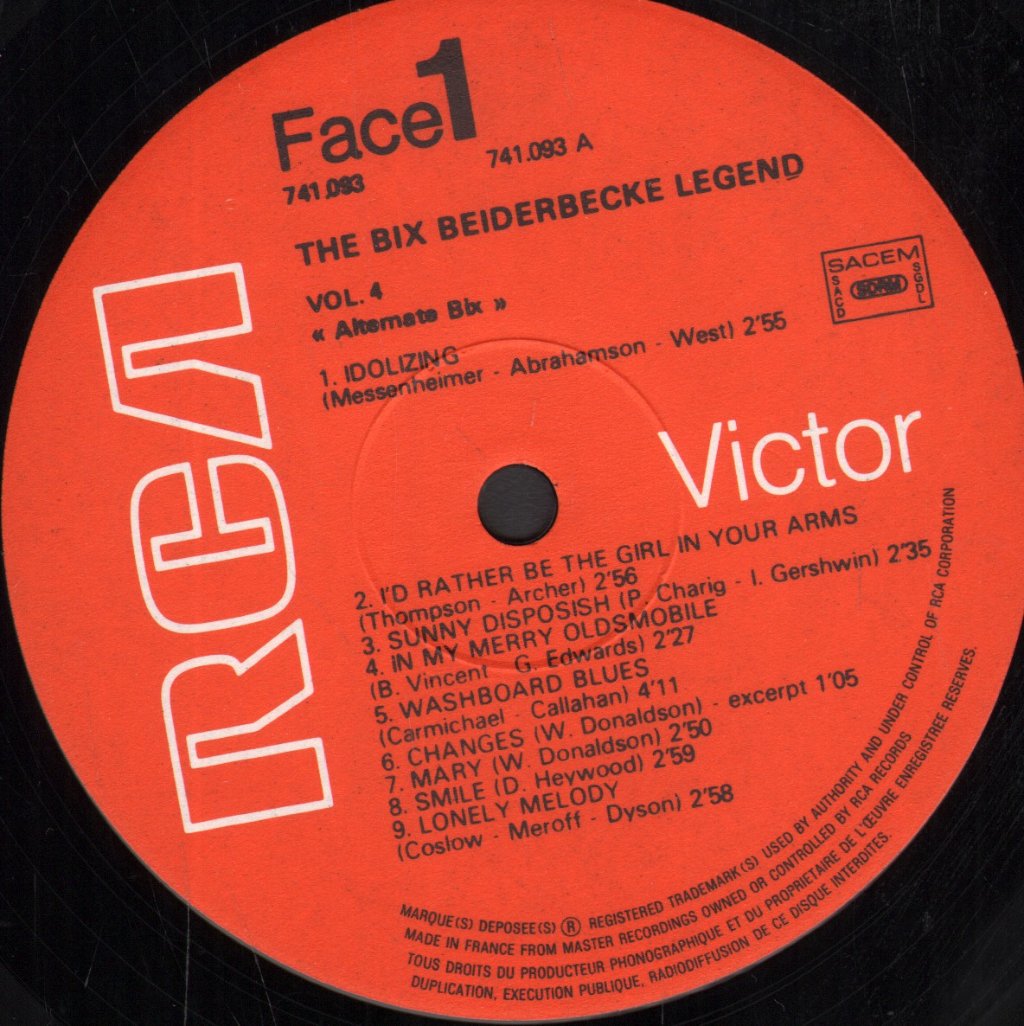 Face 1
741.093
741.093 A
THE BIX BEIDERBECKE LEGEND
VOL. 4
« Alternate Bix »
1. IDOLIZING
(Messenheimer - Abrahamson - West) 2'55
SACEM
SACD
SDRM
SGDL
RCA
Victor
2. I'D RATHER BE THE GIRL IN YOUR ARMS
(Thompson - Archer) 2'56
3. SUNNY DISPOSISH (P. Charig - I. Gershwin) 2'35
4. IN MY MERRY OLDSMOBILE
(B. Vincent - G. Edwards) 2'27
5. WASHBOARD BLUES
(Carmichael - Callahan) 4'11
6. CHANGES (W. Donaldson) - excerpt 1'05
7. MARY (W. Donaldson) 2'50
8. SMILE (D. Heywood) 2'59
9. LONELY MELODY
(Coslow - Meroff - Dyson) 2'58
MARQUE(S) DEPOSEE(S) ® REGISTERED TRADEMARK(S) USED BY AUTHORITY AND UNDER CONTROL OF RCA CORPORATION
MADE IN FRANCE FROM MASTER RECORDINGS OWNED OR CONTROLLED BY RCA RECORDS
TOUS DROITS DU PRODUCTEUR PHONOGRAPHIQUE ET DU PROPRIETAIRE DE L'ŒUVRE ENREGISTREE RESERVES.
DUPLICATION, EXECUTION PUBLIQUE, RADIODIFFUSION DE CE DISQUE INTERDITES.